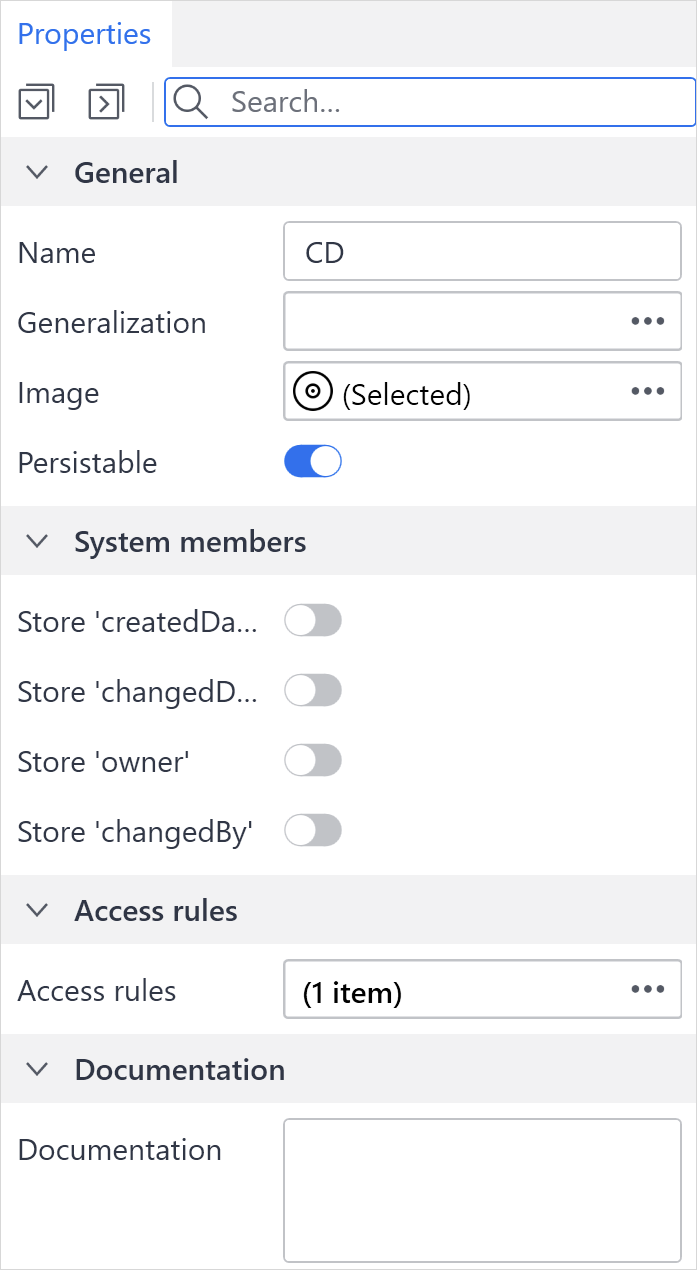 Properties
Search...
General
Name
CD
Generalization
Image
(Selected)
Persistable
System members
Store 'createdDa...
Store 'changedD...
Store 'owner'
Store 'changedBy'
Access rules
Access rules
(1 item)
Documentation
Documentation